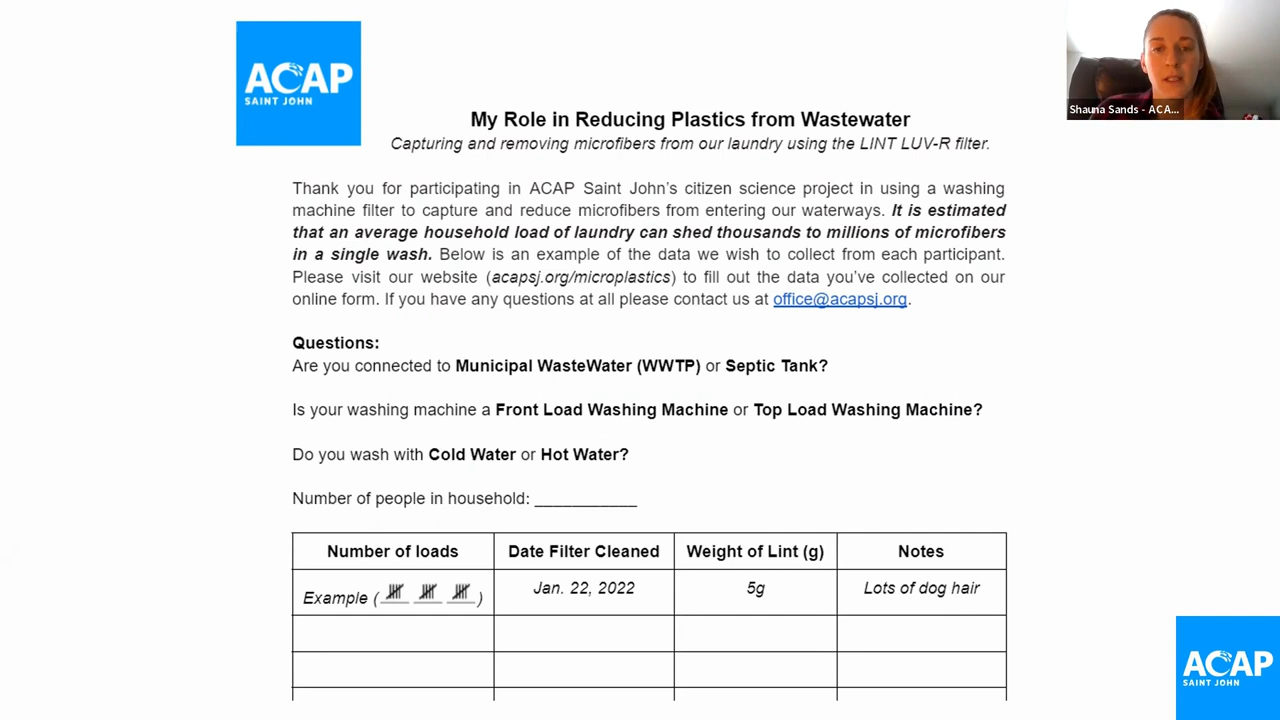 ACAP
SAINT JOHN
Shauna Sands - ACA...
My Role in Reducing Plastics from Wastewater
Capturing and removing microfibers from our laundry using the LINT LUV-R filter.
Thank you for participating in ACAP Saint John's citizen science project in using a washing
machine filter to capture and reduce microfibers from entering our waterways. It is estimated
that an average household load of laundry can shed thousands to millions of microfibers
in a single wash. Below is an example of the data we wish to collect from each participant.
Please visit our website (acapsj.org/microplastics) to fill out the data you've collected on our
online form. If you have any questions at all please contact us at office@acapsj.org.
Questions:
Are you connected to Municipal WasteWater (WWTP) or Septic Tank?
Is your washing machine a Front Load Washing Machine or Top Load Washing Machine?
Do you wash with Cold Water or Hot Water?
Number of people in household: ____________
Number of loads Date Filter Cleaned Weight of Lint (g) Notes
Example ( ) Jan. 22, 2022 5g Lots of dog hair
ACAP
SAINT JOHN